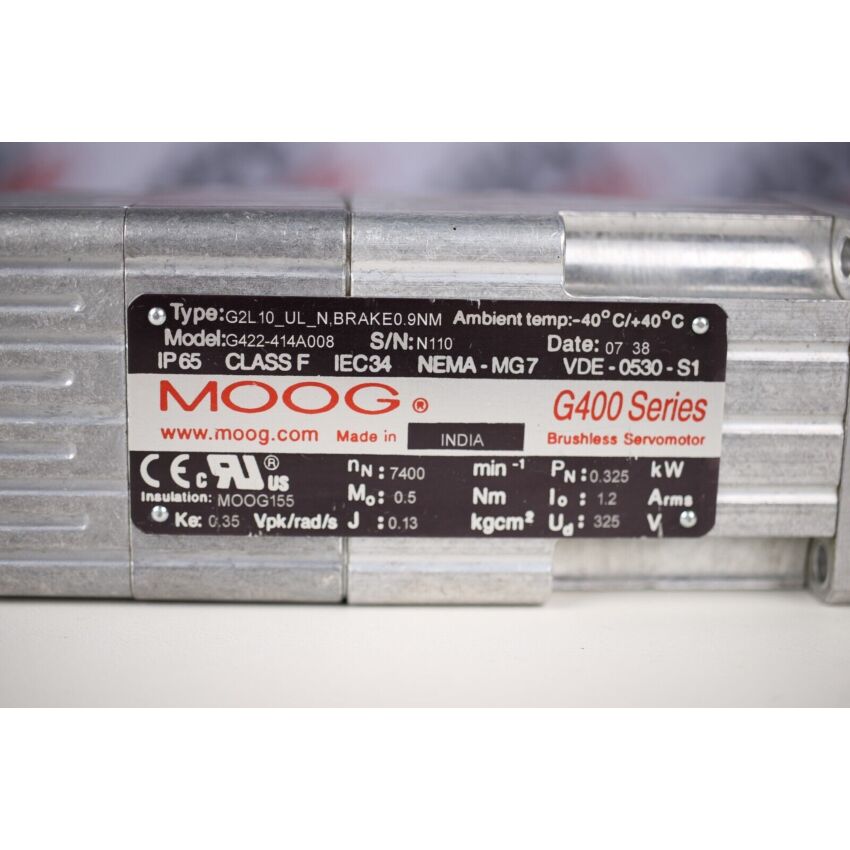 Type:G2L10_UL_N,BRAKE0.9NM Ambient temp:-40°C/+40°C
Model:G422-414A008 S/N:N110 Date: 07 38
IP65 CLASS F IEC34 NEMA-MG7 VDE-0530-S1
MOOG® G400 Series
www.moog.com Made in INDIA Brushless Servomotor
CE cRU®us nN:7400 min-1 PN:0.325 kW
Insulation: MOOG155 Mo: 0.5 Nm Io: 1.2 Arms
Ke: 0,35 Vpk/rad/s J :0.13 kgcm² Ud: 325 V